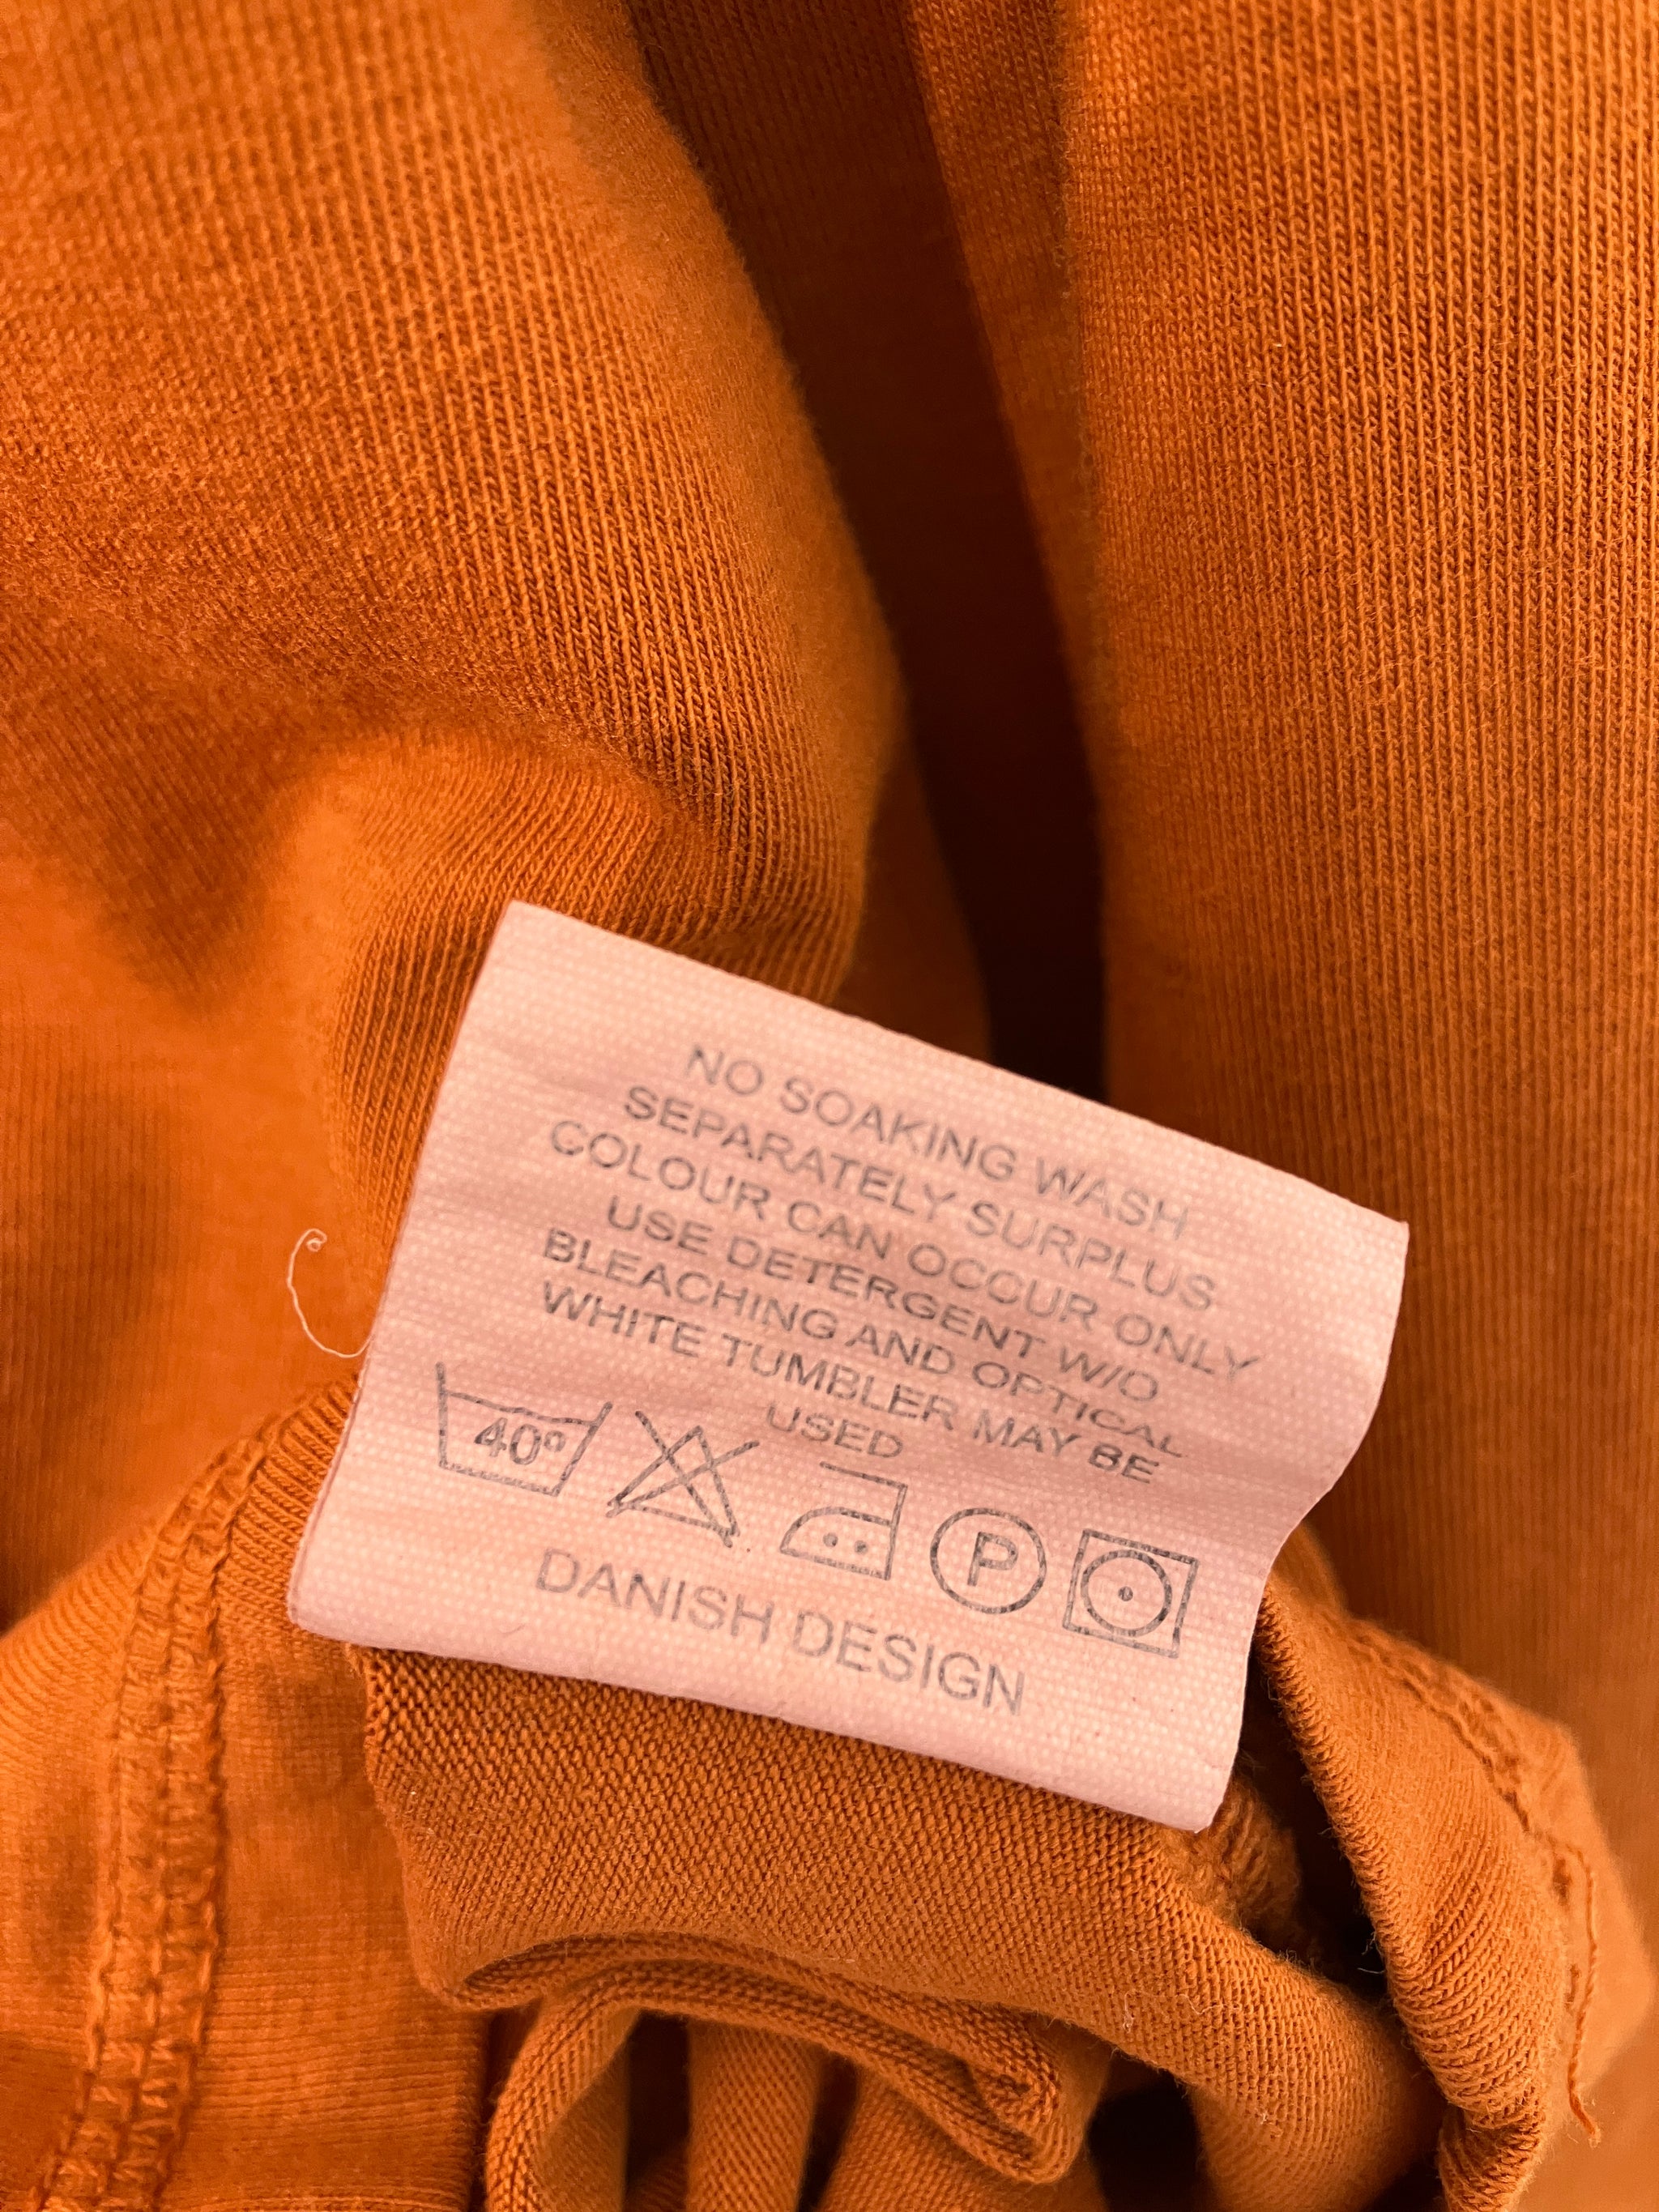 NO SOAKING WASH
SEPARATELY SURPLUS
COLOUR CAN OCCUR ONLY
USE DETERGENT W/O
BLEACHING AND OPTICAL
WHITE TUMBLER MAY BE
USED
40º P
DANISH DESIGN